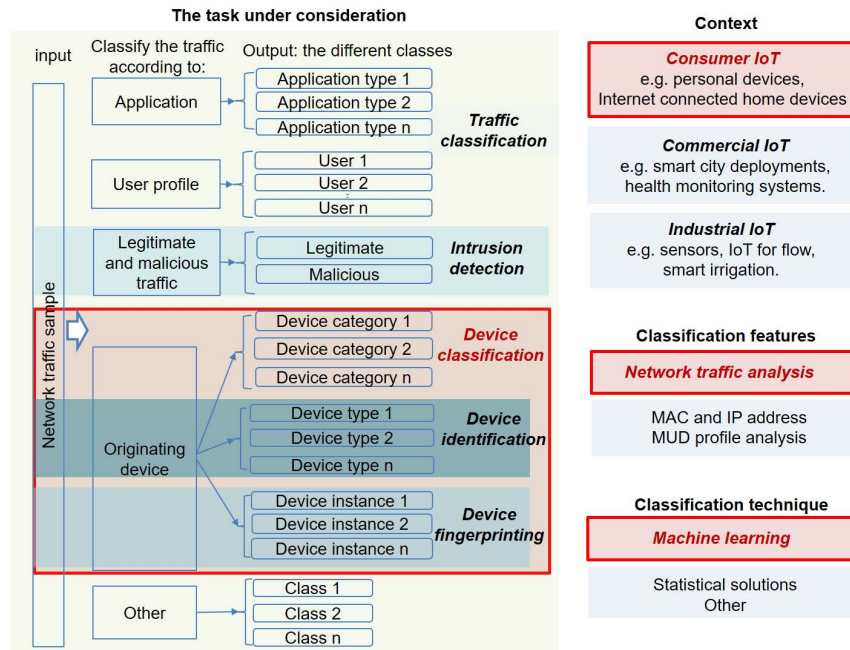 The task under consideration
input
Classify the traffic
according to:
Output: the different classes
Network traffic sample
Application
Application type 1
Application type 2
Application type n
Traffic
classification
User profile
User 1
User 2
User n
Legitimate
and malicious
traffic
Legitimate
Malicious
Intrusion
detection
Originating
device
Device category 1
Device category 2
Device category n
Device
classification
Device type 1
Device type 2
Device type n
Device
identification
Device instance 1
Device instance 2
Device instance n
Device
fingerprinting
Other
Class 1
Class 2
Class n
Context
Consumer IoT
e.g. personal devices,
Internet connected home devices
Commercial IoT
e.g. smart city deployments,
health monitoring systems.
Industrial IoT
e.g. sensors, IoT for flow,
smart irrigation.
Classification features
Network traffic analysis
MAC and IP address
MUD profile analysis
Classification technique
Machine learning
Statistical solutions
Other